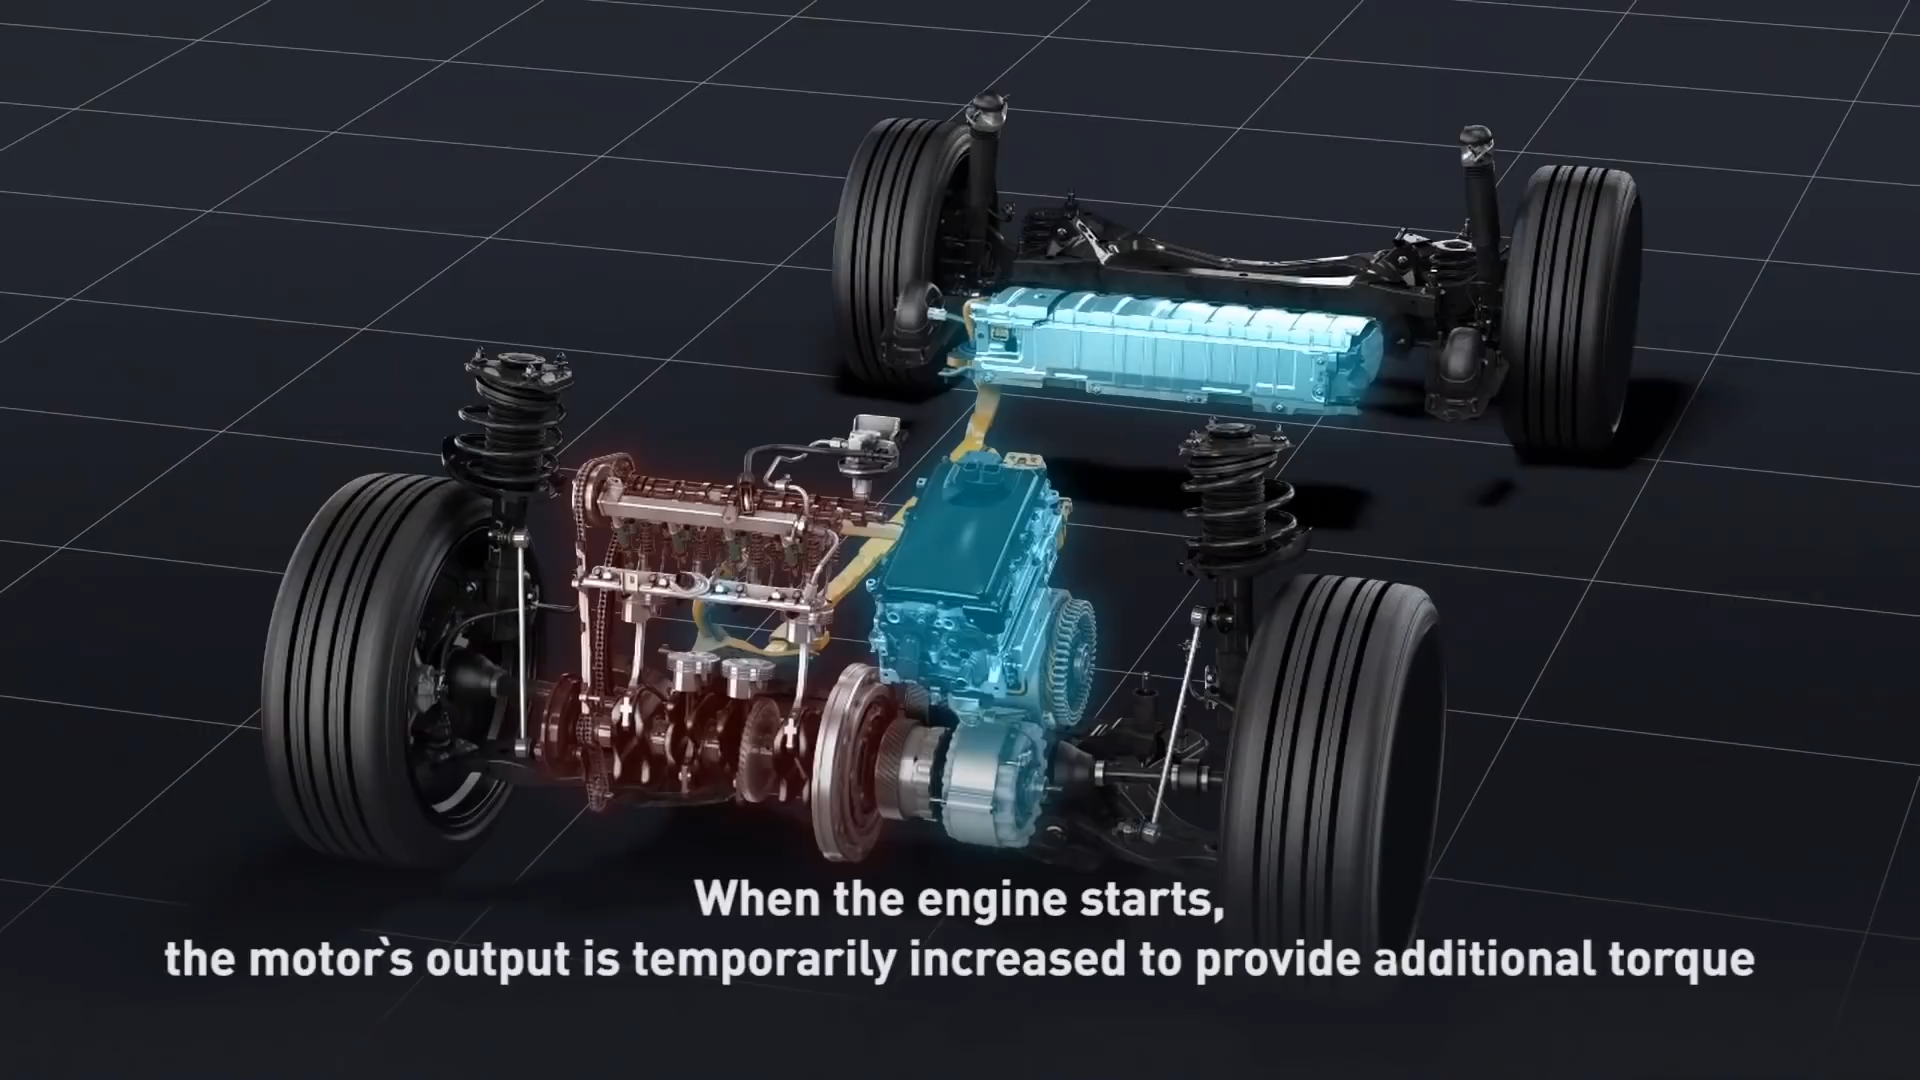 When the engine starts,
the motor`s output is temporarily increased to provide additional torque